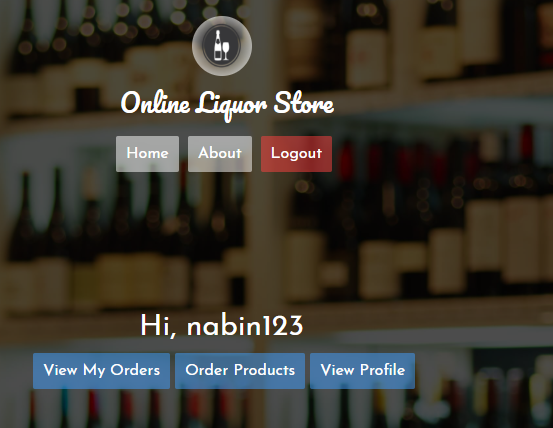 Online Liquor Store
Home About Logout
Hi, nabin123
View My Orders Order Products View Profile